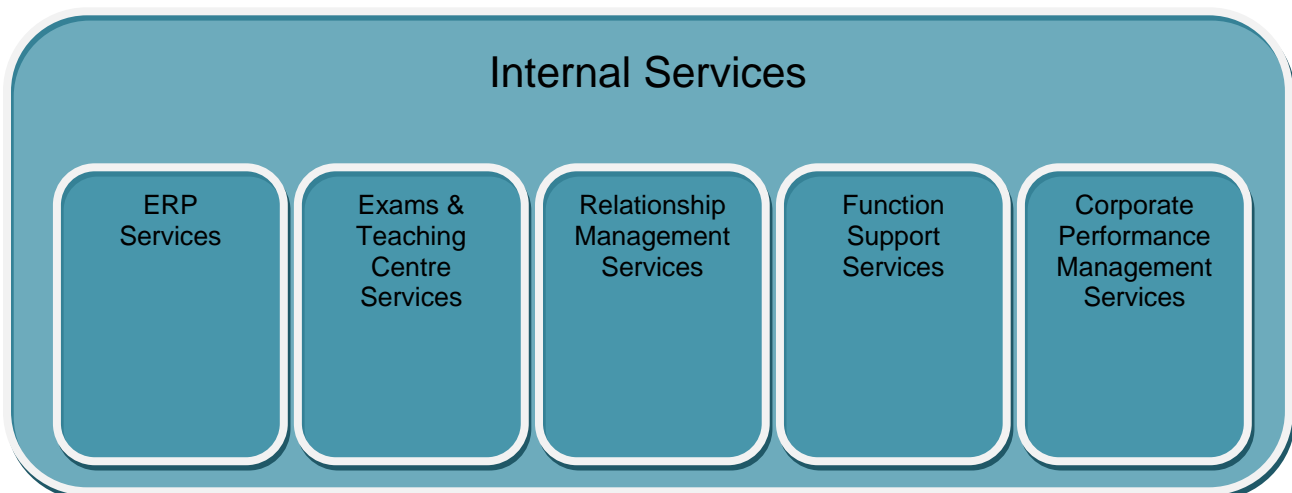 Internal Services
ERP
Services
Exams &
Teaching
Centre
Services
Relationship
Management
Services
Function
Support
Services
Corporate
Performance
Management
Services